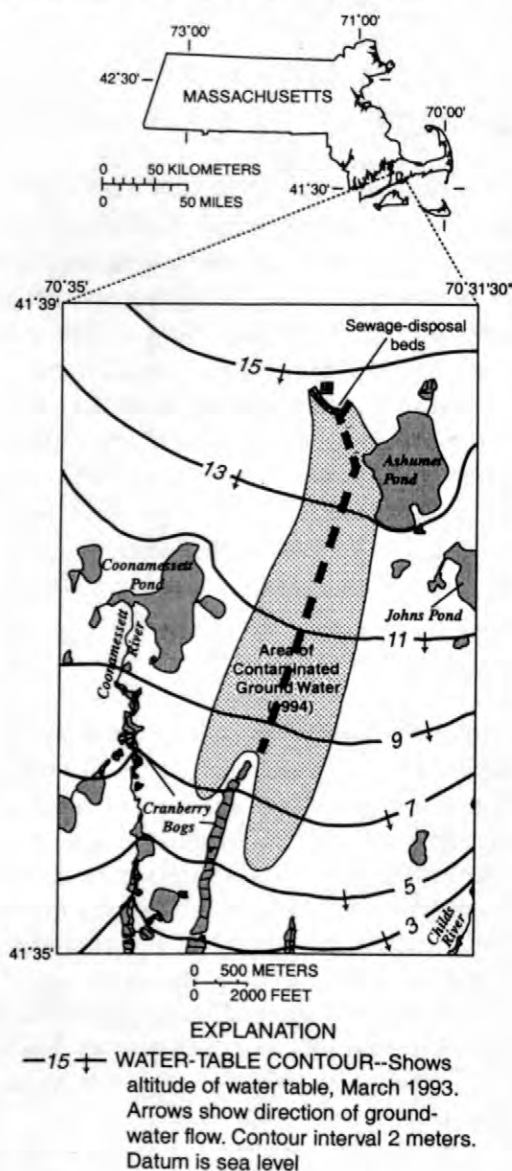 73°00'
71°00'
42°30'
MASSACHUSETTS
70°00'
0 50 KILOMETERS
0 50 MILES
41°30'
70°35'
70°31'30"
41°39'
Sewage-disposal
beds
15
Ashumet
Pond
13
Coonamessett
Pond
Johns Pond
Coonamessett
River
11
Area of
Contaminated
Ground Water
(1994)
9
7
Cranberry
Bogs
5
3
Childs
River
41°35'
0 500 METERS
0 2000 FEET
EXPLANATION
15 WATER-TABLE CONTOUR--Shows
altitude of water table, March 1993.
Arrows show direction of ground-
water flow. Contour interval 2 meters.
Datum is sea level